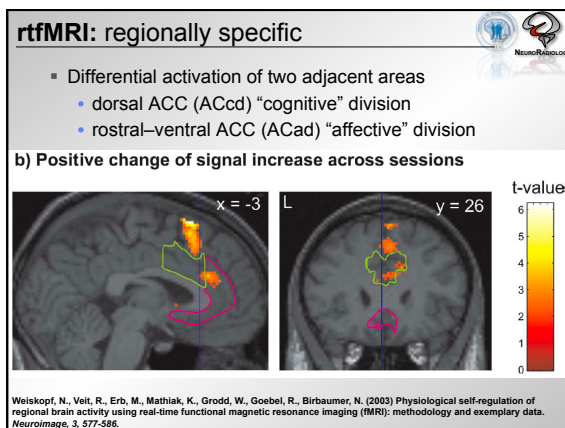 rtfMRI: regionally specific
NEURORADIOLOG
▪ Differential activation of two adjacent areas
• dorsal ACC (ACcd) “cognitive” division
• rostral–ventral ACC (ACad) “affective” division
b) Positive change of signal increase across sessions
t-values
x = -3
L
y = 26
6
5
4
3
2
1
0
Weiskopf, N., Veit, R., Erb, M., Mathiak, K., Grodd, W., Goebel, R., Birbaumer, N. (2003) Physiological self-regulation of
regional brain activity using real-time functional magnetic resonance imaging (fMRI): methodology and exemplary data.
Neuroimage, 3, 577-586.